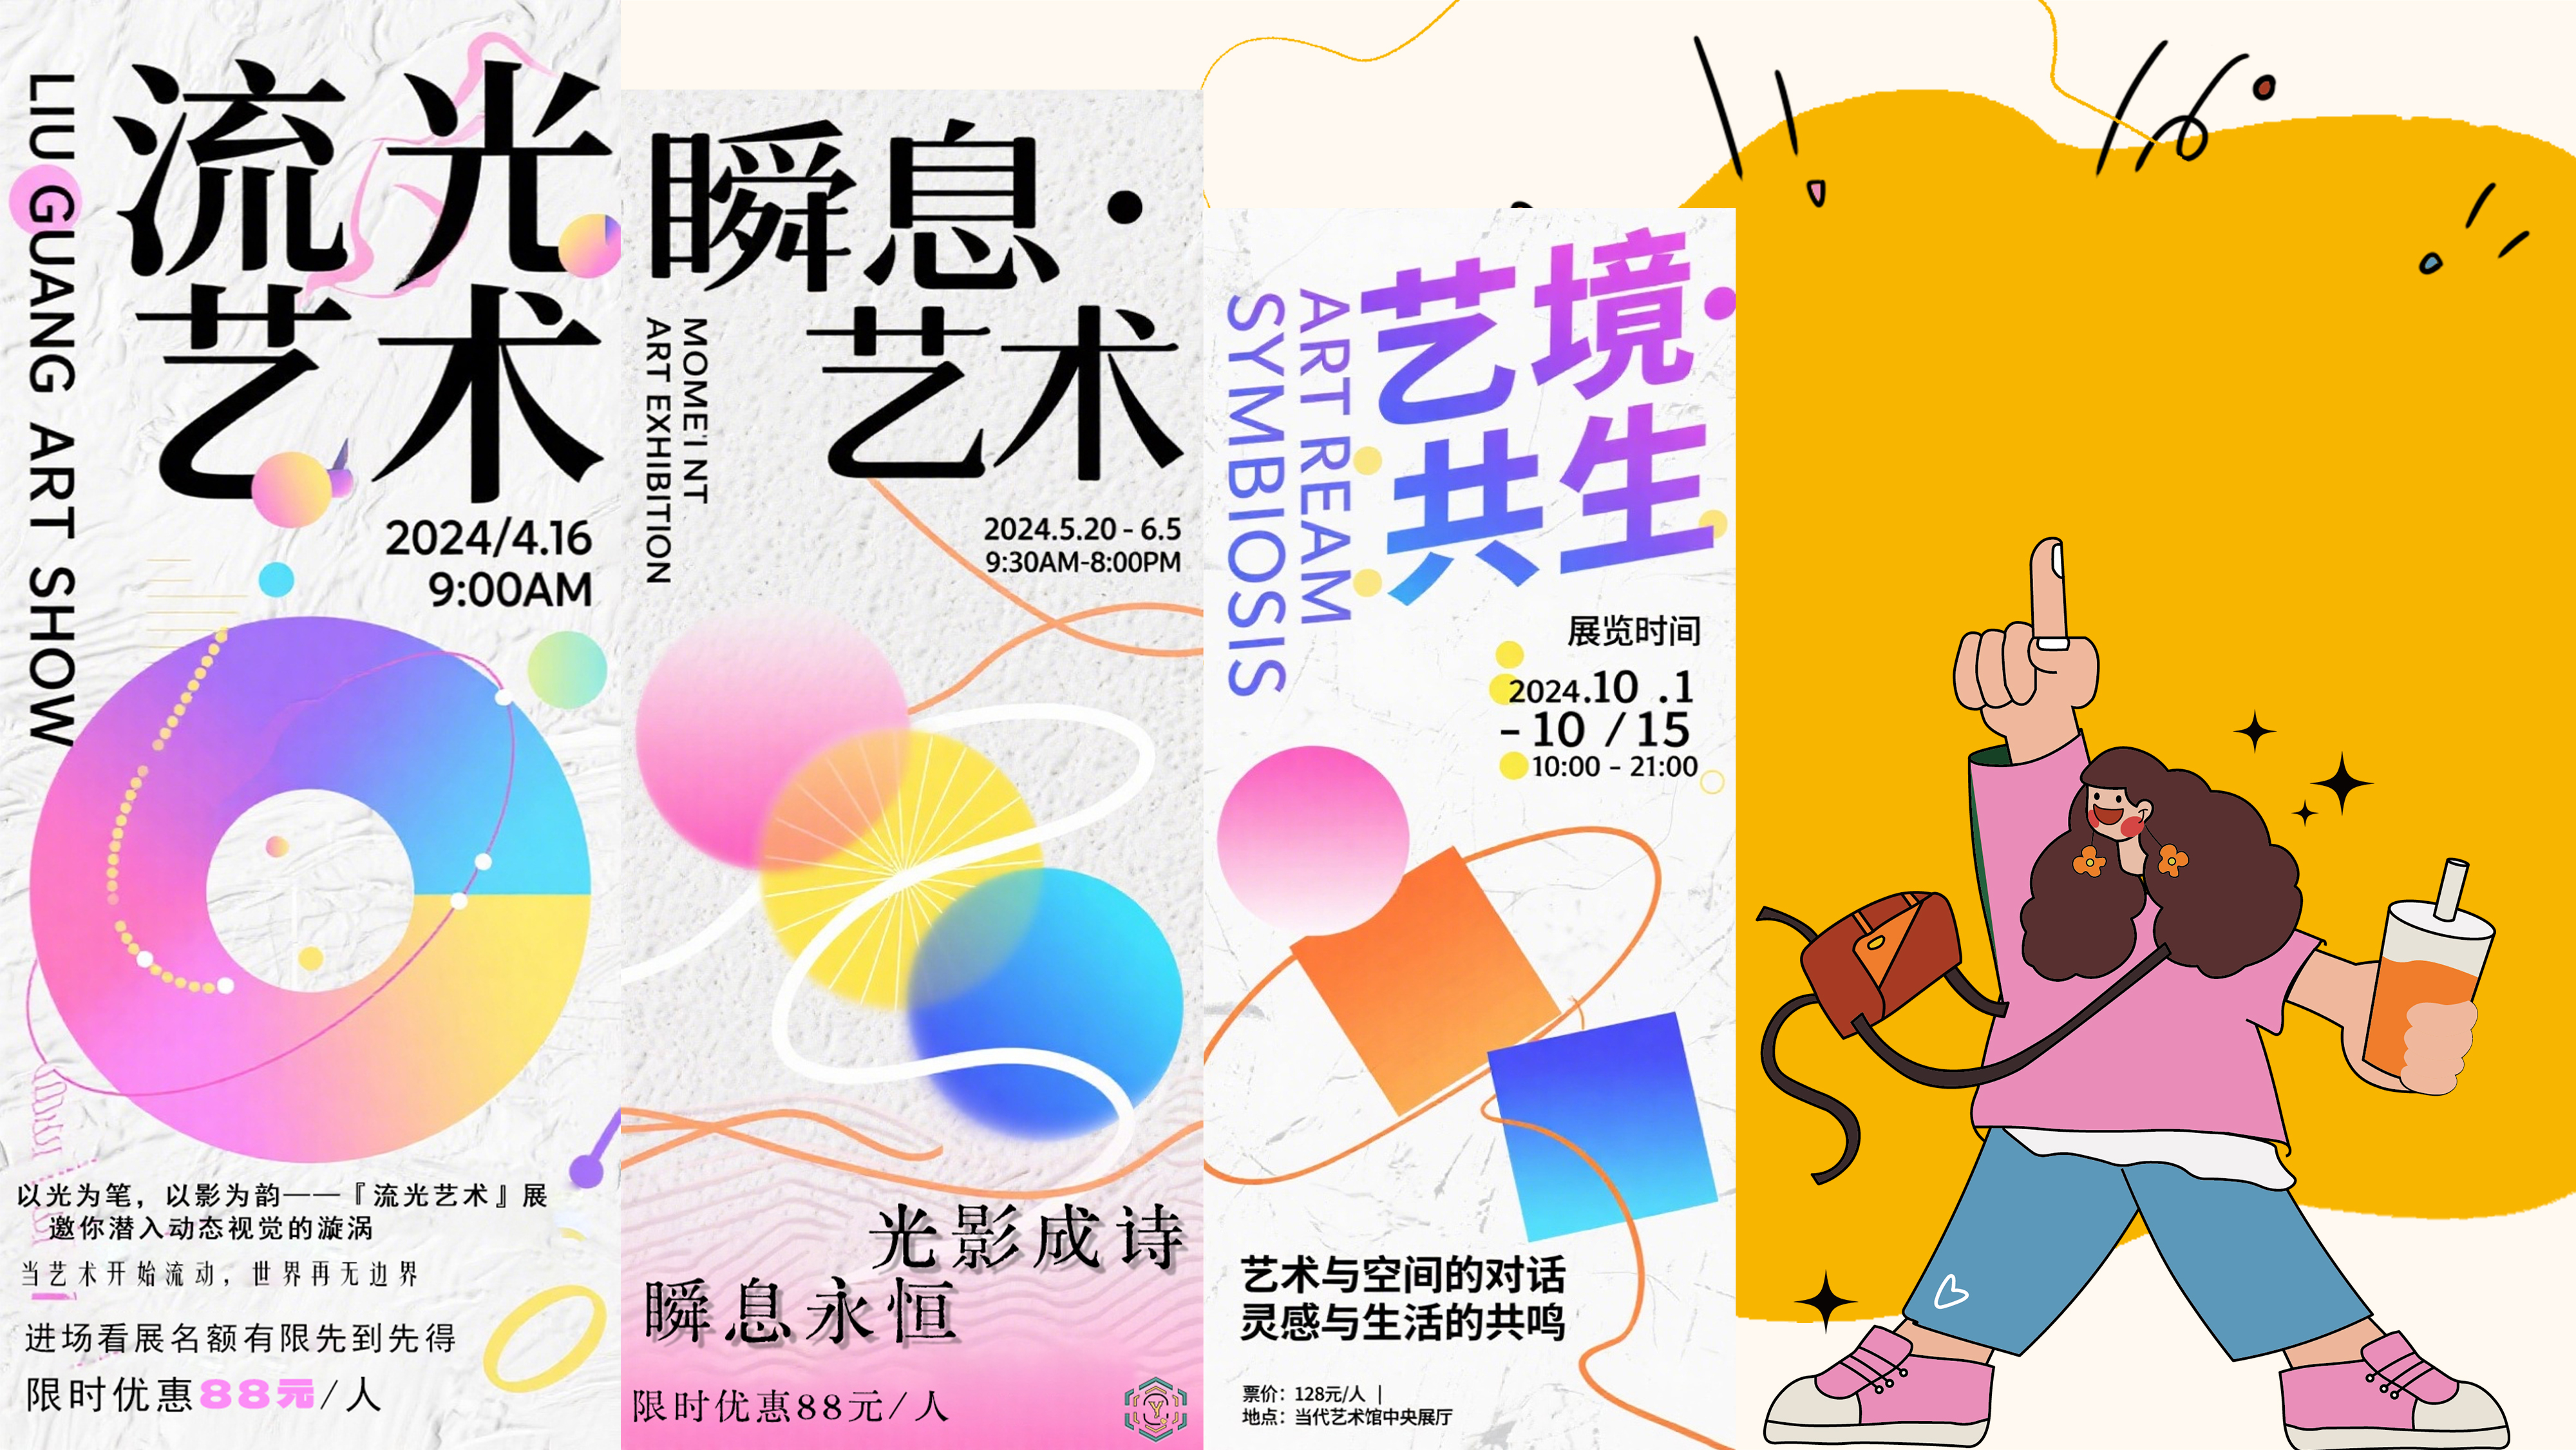 流光
艺术
LIU GUANG ART SHOW
2024/4.16
9:00AM
以光为笔，以影为韵——『流光艺术』展
邀你潜入动态视觉的漩涡
当艺术开始流动，世界再无边界
进场看展名额有限先到先得
限时优惠88元/人
瞬息·
艺术
MOME'I NT
ART EXHIBITION
2024.5.20 - 6.5
9:30AM-8:00PM
光影成诗
瞬息永恒
限时优惠88元/人
Y
艺境·
共生
ART REAM
SYMBIOSIS
展览时间
2024.10 .1
-10 /15
10:00 - 21:00
艺术与空间的对话
灵感与生活的共鸣
票价：128元/人 |
地点：当代艺术馆中央展厅